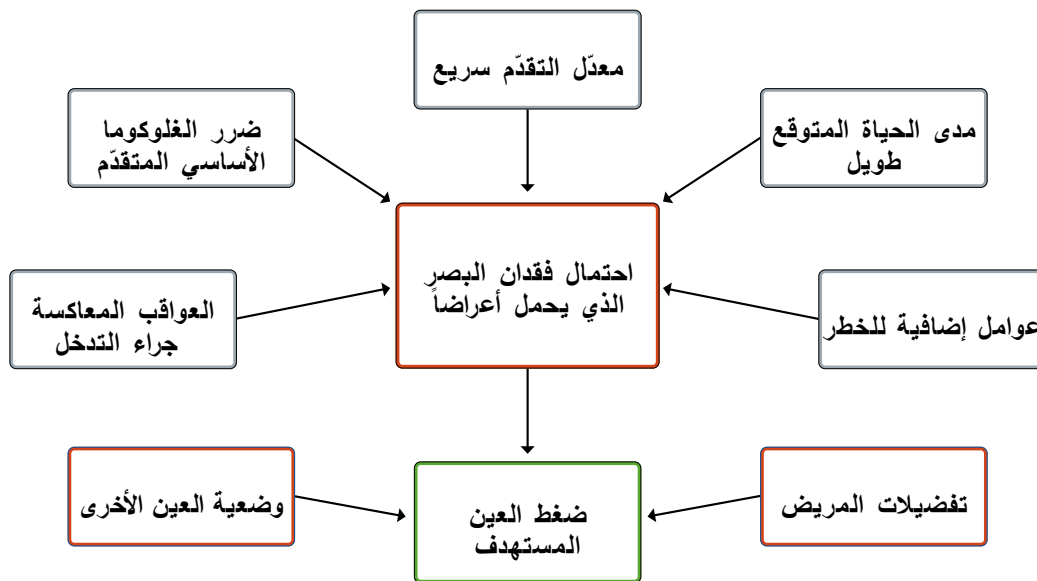 معدّل التقدّم سريع
مدى الحياة المتوقع
طويل
ضرر الغلوكوما
الأساسي المتقدّم
احتمال فقدان البصر
الذي يحمل أعراضاً
عوامل إضافية للخطر
العواقب المعاكسة
جراء التدخل
تفضيلات المريض
ضغط العين
المستهدف
وضعية العين الأخرى